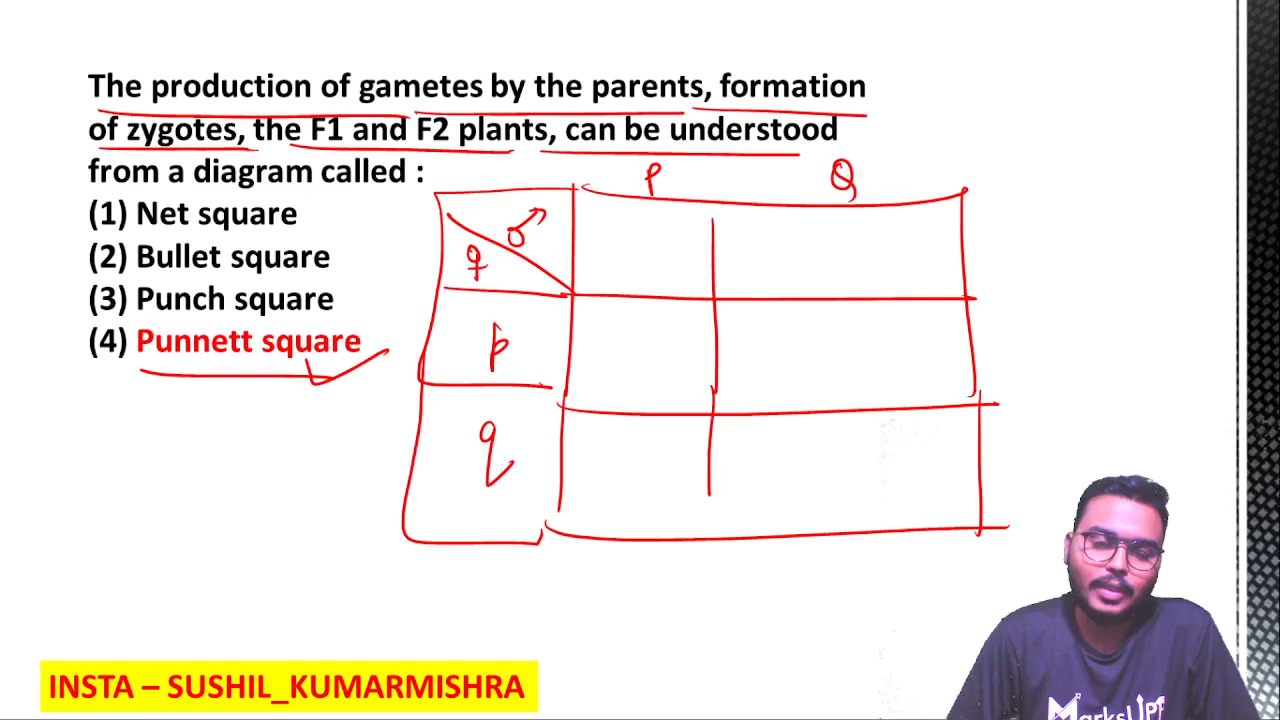 The production of gametes by the parents, formation
of zygotes, the F1 and F2 plants, can be understood
from a diagram called :
(1) Net square
(2) Bullet square
(3) Punch square
(4) Punnett square
P Q
♂
♀
p
q
INSTA – SUSHIL_KUMARMISHRA
MarksUP